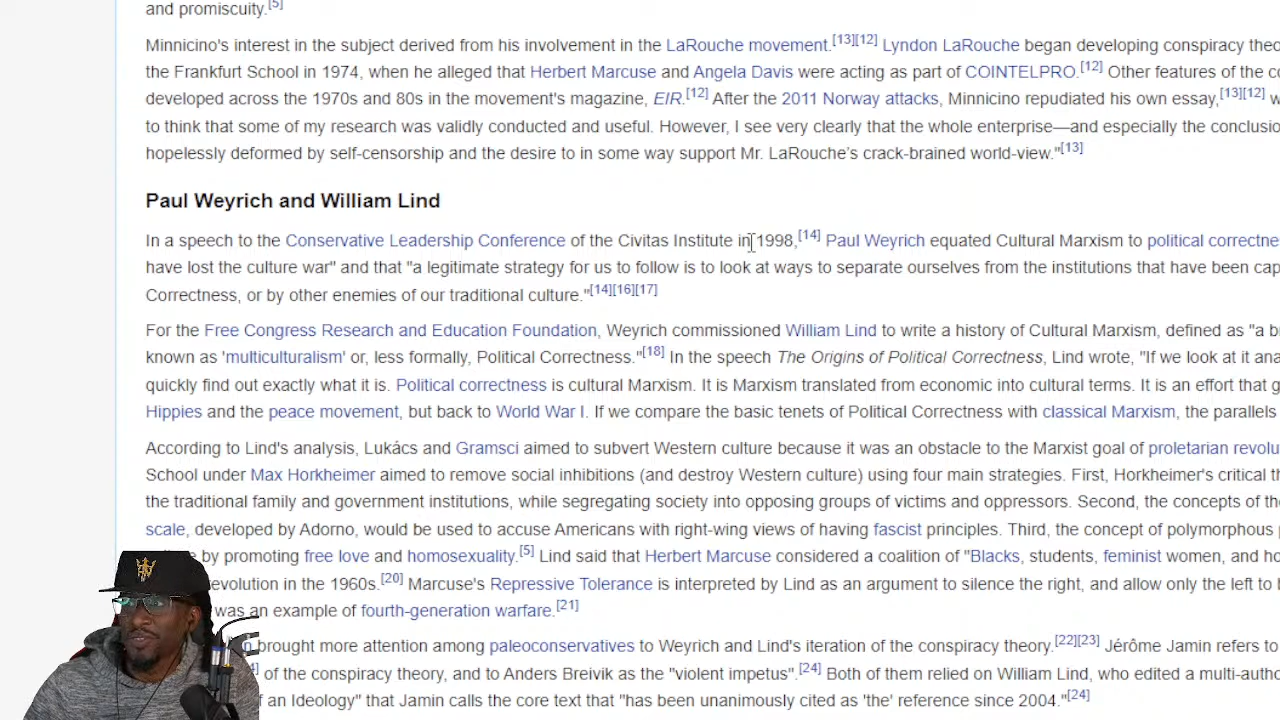 and promiscuity.[5]
Minnicino's interest in the subject derived from his involvement in the LaRouche movement.[13][12] Lyndon LaRouche began developing conspiracy
the Frankfurt School in 1974, when he alleged that Herbert Marcuse and Angela Davis were acting as part of COINTELPRO.[12] Other features of the
developed across the 1970s and 80s in the movement's magazine, EIR.[12] After the 2011 Norway attacks, Minnicino repudiated his own essay,[13][12]
to think that some of my research was validly conducted and useful. However, I see very clearly that the whole enterprise—and especially the
hopelessly deformed by self-censorship and the desire to in some way support Mr. LaRouche's crack-brained world-view."[13]
Paul Weyrich and William Lind
In a speech to the Conservative Leadership Conference of the Civitas Institute in 1998,[14] Paul Weyrich equated Cultural Marxism to political
have lost the culture war" and that "a legitimate strategy for us to follow is to look at ways to separate ourselves from the institutions that have been
Correctness, or by other enemies of our traditional culture."[14][16][17]
For the Free Congress Research and Education Foundation, Weyrich commissioned William Lind to write a history of Cultural Marxism, defined as "a
known as 'multiculturalism' or, less formally, Political Correctness."[18] In the speech The Origins of Political Correctness, Lind wrote, "If we look at it
quickly find out exactly what it is. Political correctness is cultural Marxism. It is Marxism translated from economic into cultural terms. It is an effort that
Hippies and the peace movement, but back to World War I. If we compare the basic tenets of Political Correctness with classical Marxism, the parallels
According to Lind's analysis, Lukács and Gramsci aimed to subvert Western culture because it was an obstacle to the Marxist goal of proletarian
School under Max Horkheimer aimed to remove social inhibitions (and destroy Western culture) using four main strategies. First, Horkheimer's critical
the traditional family and government institutions, while segregating society into opposing groups of victims and oppressors. Second, the concepts of
scale, developed by Adorno, would be used to accuse Americans with right-wing views of having fascist principles. Third, the concept of polymorphous
by promoting free love and homosexuality.[5] Lind said that Herbert Marcuse considered a coalition of "Blacks, students, feminist women, and
evolution in the 1960s.[20] Marcuse's Repressive Tolerance is interpreted by Lind as an argument to silence the right, and allow only the left to
was an example of fourth-generation warfare.[21]
brought more attention among paleoconservatives to Weyrich and Lind's iteration of the conspiracy theory.[22][23] Jérôme Jamin refers to
of the conspiracy theory, and to Anders Breivik as the "violent impetus".[24] Both of them relied on William Lind, who edited a
of an Ideology" that Jamin calls the core text that "has been unanimously cited as 'the' reference since 2004."[24]